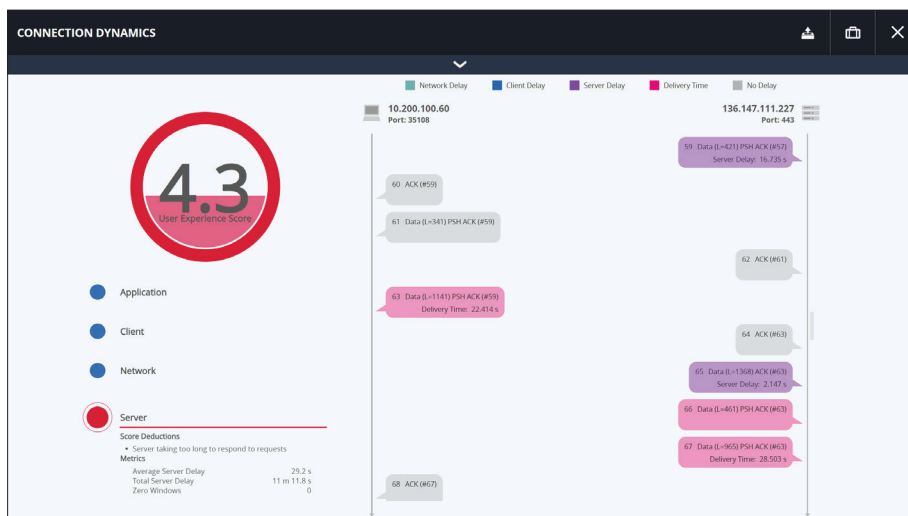 CONNECTION DYNAMICS
Network Delay
Client Delay
Server Delay
Delivery Time
No Delay
10.200.100.60
Port: 35108
136.147.111.227
Port: 443
4.3
User Experience Score
Application
Client
Network
Server
Score Deductions
• Server taking too long to respond to requests
Metrics
Average Server Delay 29.2 s
Total Server Delay 11 m 11.8 s
Zero Windows 0
59 Data (L=421) PSH ACK (#57)
Server Delay: 16.735 s
60 ACK (#59)
61 Data (L=341) PSH ACK (#59)
62 ACK (#61)
63 Data (L=1141) PSH ACK (#59)
Delivery Time: 22.414 s
64 ACK (#63)
65 Data (L=1368) ACK (#63)
Server Delay: 2.147 s
66 Data (L=461) PSH ACK (#63)
67 Data (L=965) PSH ACK (#63)
Delivery Time: 28.503 s
68 ACK (#67)